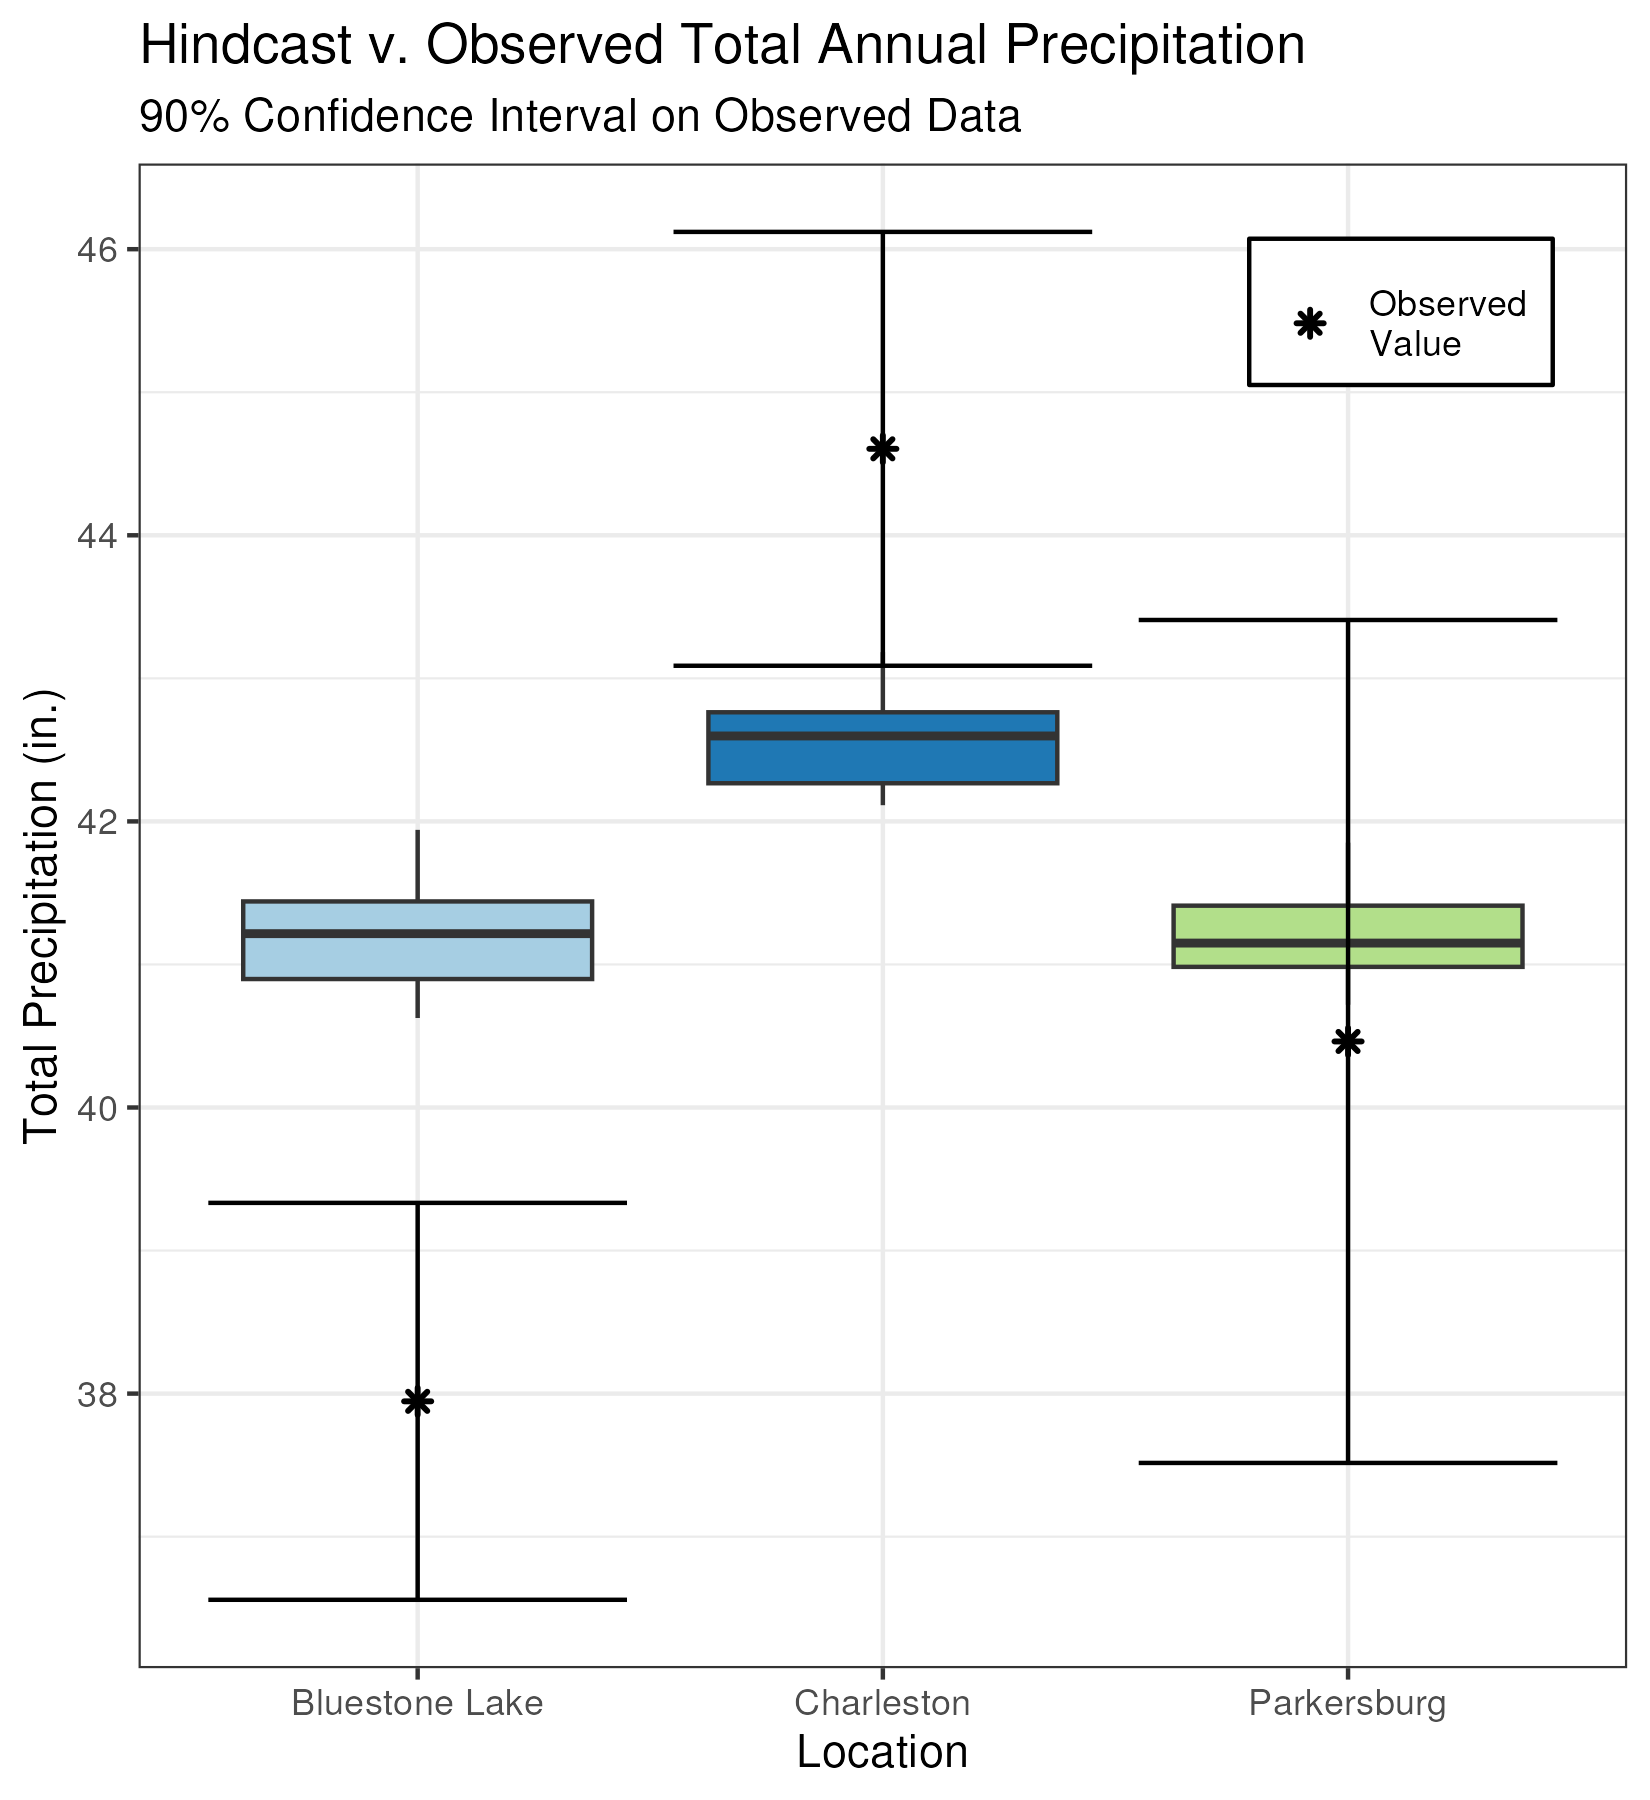 Hindcast v. Observed Total Annual Precipitation
90% Confidence Interval on Observed Data
46
44
42
40
38
Total Precipitation (in.)
Observed
Value
Bluestone Lake
Charleston
Parkersburg
Location